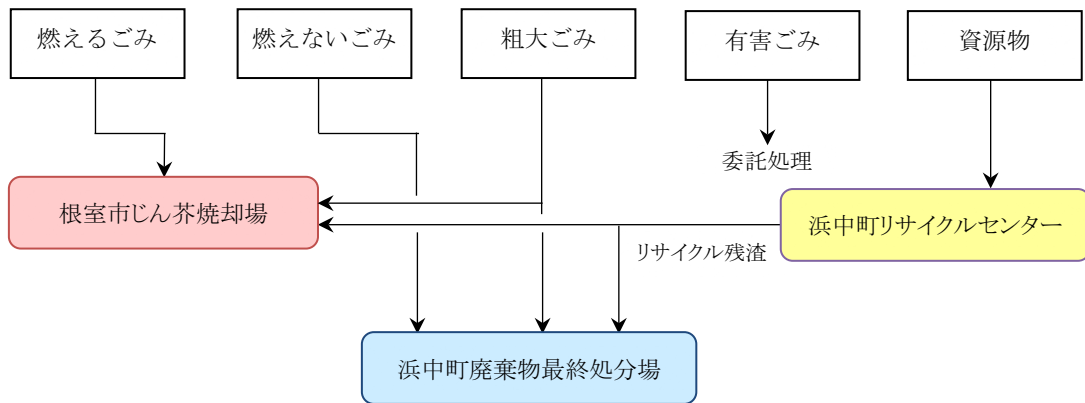 燃えるごみ
燃えないごみ
粗大ごみ
有害ごみ
資源物
委託処理
根室市じん芥焼却場
浜中町リサイクルセンター
リサイクル残渣
浜中町廃棄物最終処分場